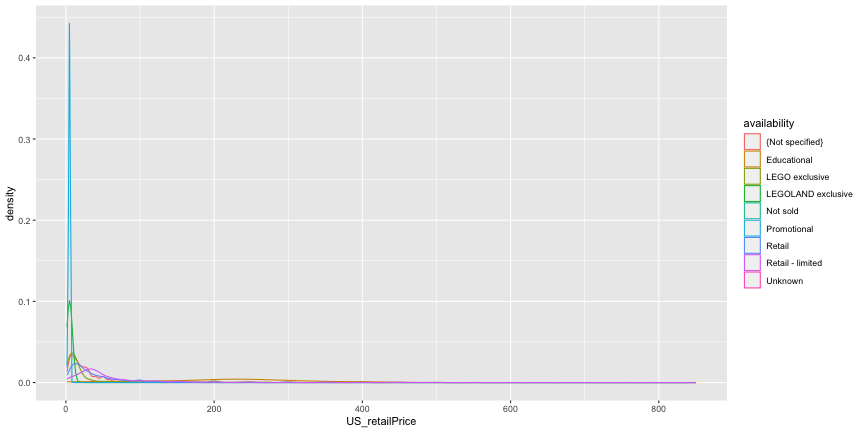 0.4
0.3
0.2
0.1
0.0
density
0
200
400
600
800
US_retailPrice
availability
{Not specified}
Educational
LEGO exclusive
LEGOLAND exclusive
Not sold
Promotional
Retail
Retail - limited
Unknown